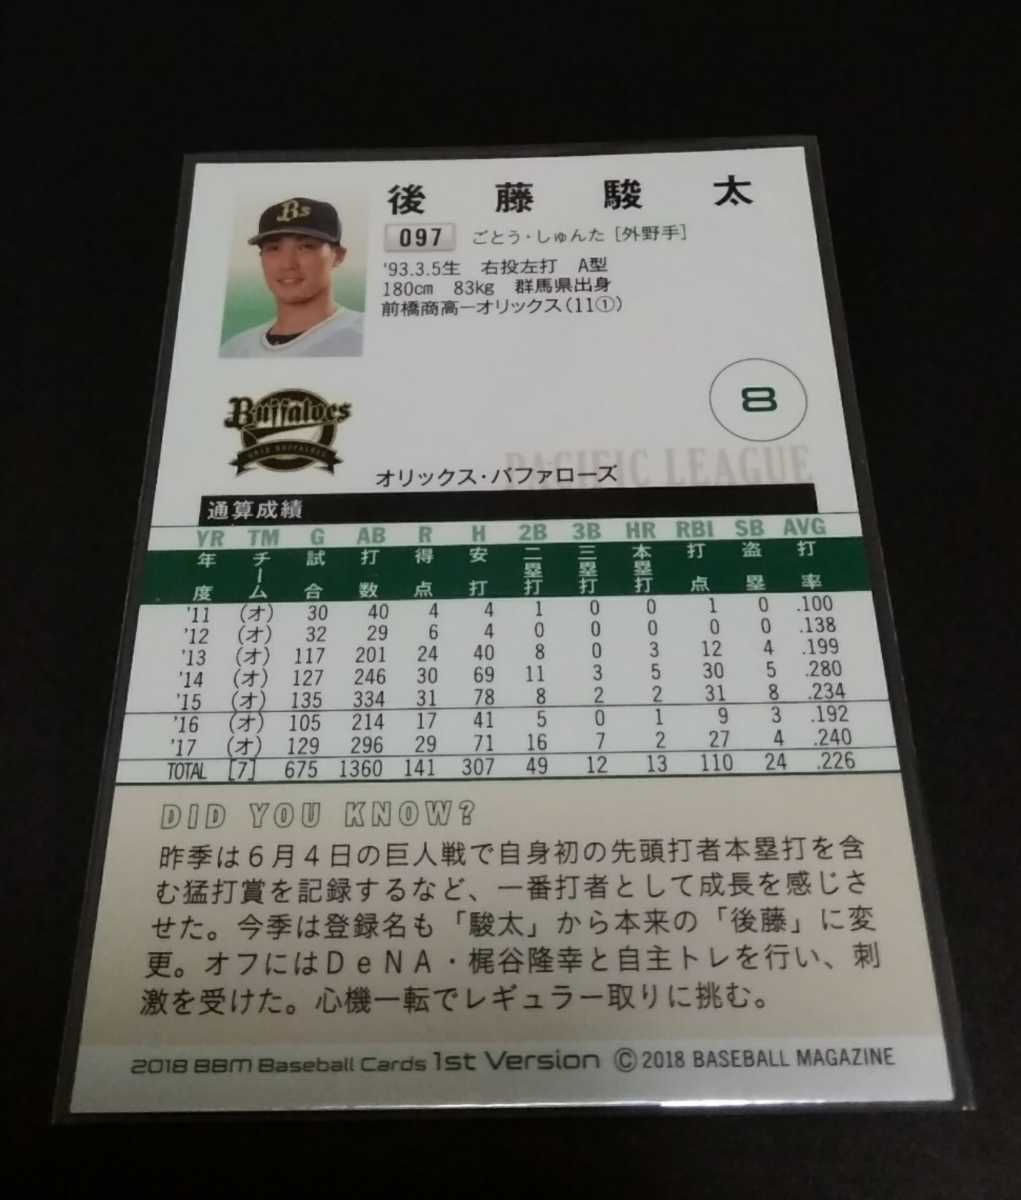 Bs
後藤駿太
097 ごとう・しゅんた［外野手］
'93.3.5生 右投左打 A型
180cm 83kg 群馬県出身
前橋商高ーオリックス(11①)
8
Buffaloes
ORIX BUFFALOES
PACIFIC LEAGUE
オリックス・バファローズ
通算成績
YR TM G AB R H 2B 3B HR RBI SB AVG
年度 チーム 試合 打数 得点 安打 二塁打 三塁打 本塁打 打点 盗塁 打率
'11 (オ) 30 40 4 4 1 0 0 1 0 .100
'12 (オ) 32 29 6 4 0 0 0 0 0 .138
'13 (オ) 117 201 24 40 8 0 3 12 4 .199
'14 (オ) 127 246 30 69 11 3 5 30 5 .280
'15 (オ) 135 334 31 78 8 2 2 31 8 .234
'16 (オ) 105 214 17 41 5 0 1 9 3 .192
'17 (オ) 129 296 29 71 16 7 2 27 4 .240
TOTAL [7] 675 1360 141 307 49 12 13 110 24 .226
DID YOU KNOW?
昨季は6月4日の巨人戦で自身初の先頭打者本塁打を含
む猛打賞を記録するなど、一番打者として成長を感じさ
せた。今季は登録名も「駿太」から本来の「後藤」に変
更。オフにはDeNA・梶谷隆幸と自主トレを行い、刺
激を受けた。心機一転でレギュラー取りに挑む。
2018 BBM Baseball Cards 1st Version © 2018 BASEBALL MAGAZINE